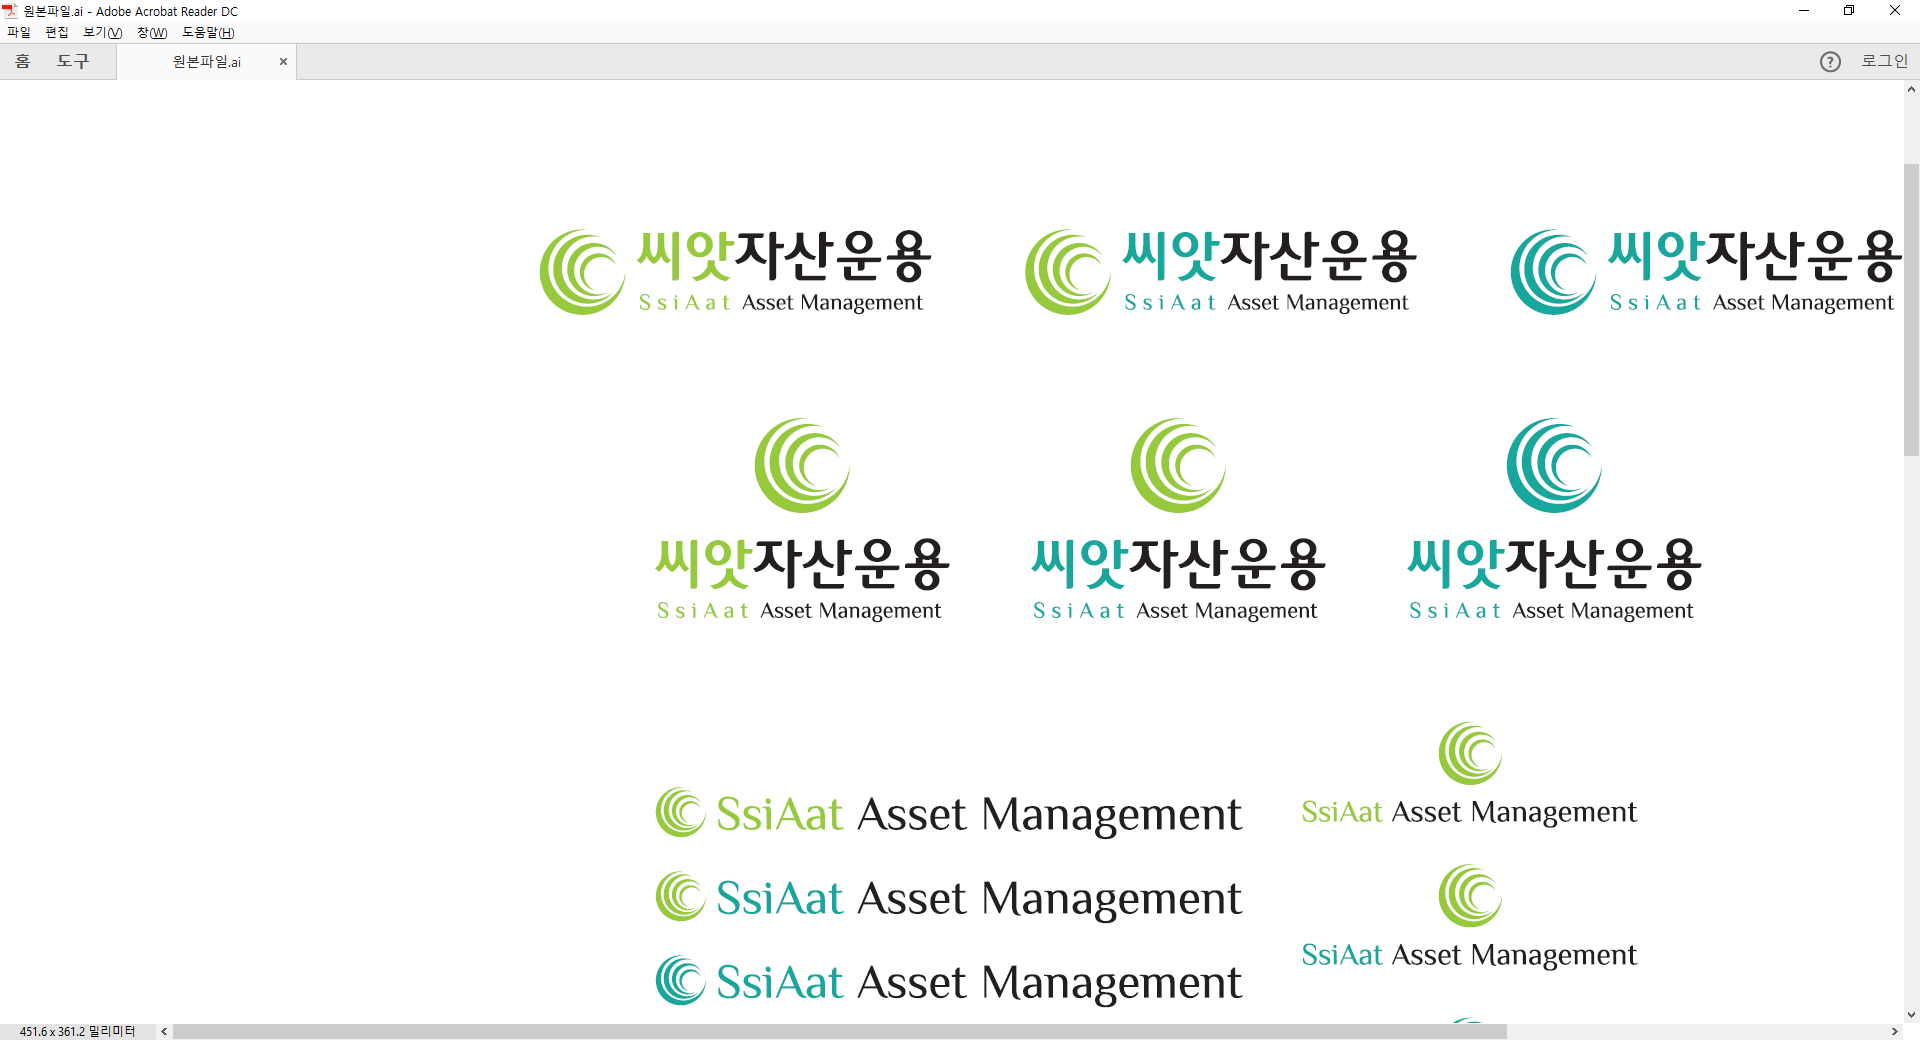 원본파일.ai - Adobe Acrobat Reader DC
파일 편집 보기(V) 창(W) 도움말(H)
홈 도구 원본파일.ai × ? 로그인
씨앗자산운용 씨앗자산운용 씨앗자산운용
SsiAat Asset Management SsiAat Asset Management SsiAat Asset Management
씨앗자산운용 씨앗자산운용 씨앗자산운용
SsiAat Asset Management SsiAat Asset Management SsiAat Asset Management
SsiAat Asset Management
SsiAat Asset Management
SsiAat Asset Management
SsiAat Asset Management
SsiAat Asset Management
451.6 x 361.2 밀리미터